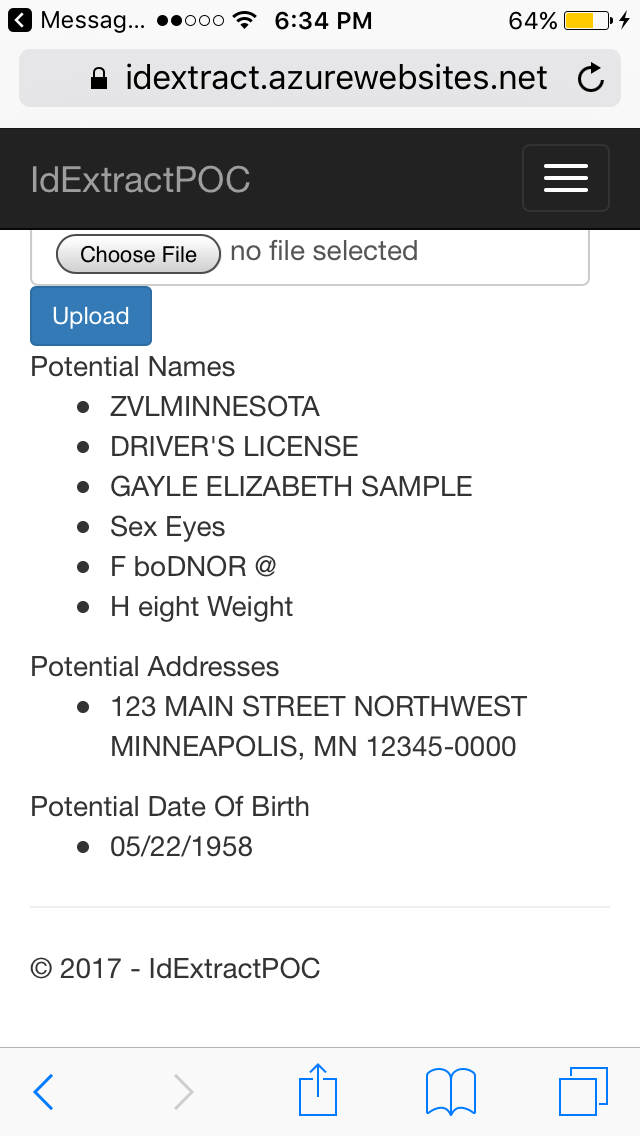 Messag... 6:34 PM 64%
idextract.azurewebsites.net
IdExtractPOC
Choose File no file selected
Upload
Potential Names
ZVLMINNESOTA
DRIVER'S LICENSE
GAYLE ELIZABETH SAMPLE
Sex Eyes
F boDNOR @
H eight Weight
Potential Addresses
123 MAIN STREET NORTHWEST
MINNEAPOLIS, MN 12345-0000
Potential Date Of Birth
05/22/1958
© 2017 - IdExtractPOC